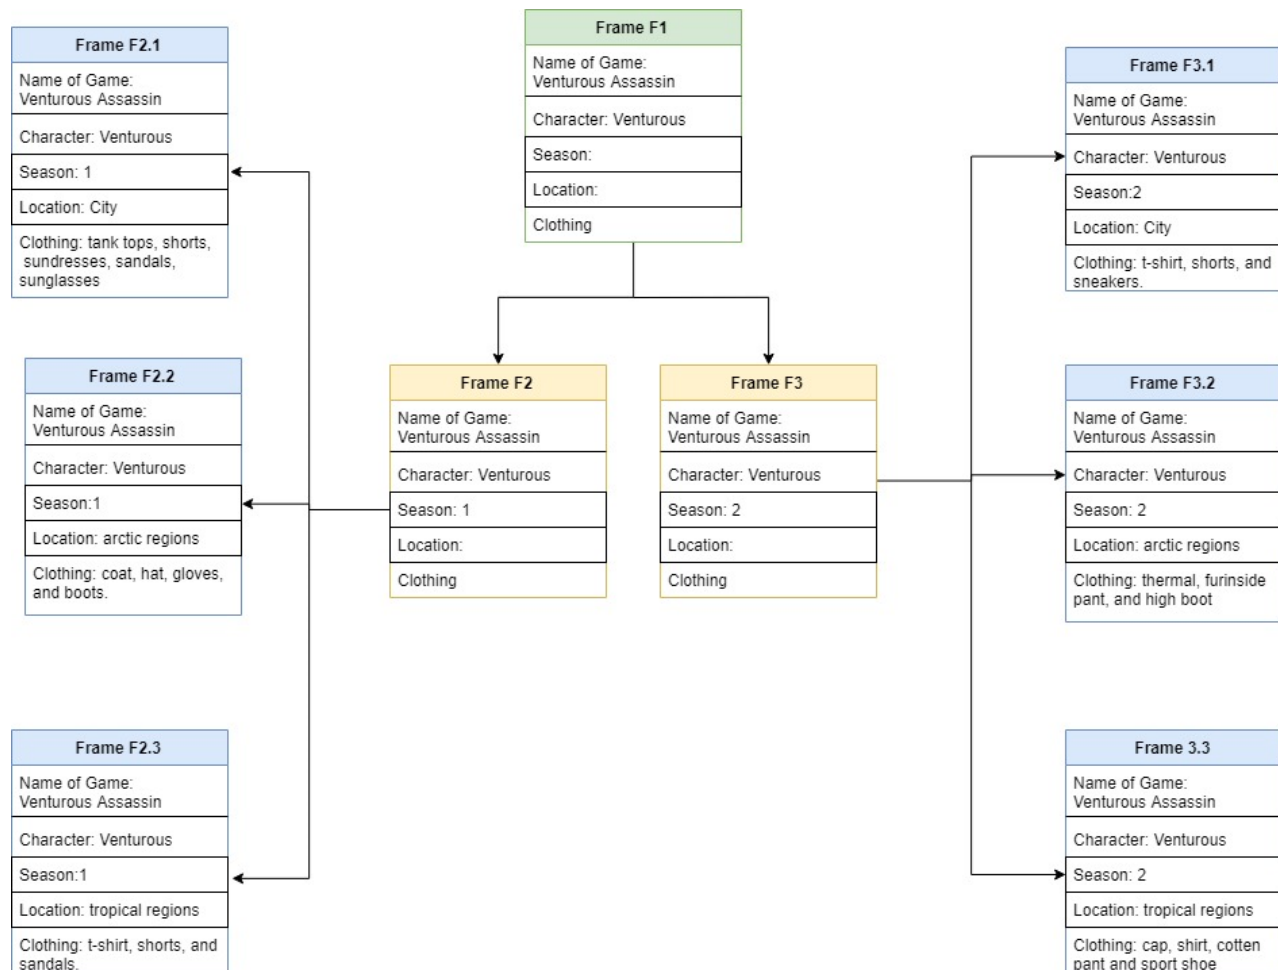 Frame F1
Name of Game:
Venturous Assassin
Character: Venturous
Season:
Location:
Clothing
Frame F2.1
Name of Game:
Venturous Assassin
Character: Venturous
Season: 1
Location: City
Clothing: tank tops, shorts,
sundresses, sandals,
sunglasses
Frame F3.1
Name of Game:
Venturous Assassin
Character: Venturous
Season:2
Location: City
Clothing: t-shirt, shorts, and
sneakers.
Frame F2.2
Name of Game:
Venturous Assassin
Character: Venturous
Season:1
Location: arctic regions
Clothing: coat, hat, gloves,
and boots.
Frame F2
Name of Game:
Venturous Assassin
Character: Venturous
Season: 1
Location:
Clothing
Frame F3
Name of Game:
Venturous Assassin
Character: Venturous
Season: 2
Location:
Clothing
Frame F3.2
Name of Game:
Venturous Assassin
Character: Venturous
Season: 2
Location: arctic regions
Clothing: thermal, furinside
pant, and high boot
Frame F2.3
Name of Game:
Venturous Assassin
Character: Venturous
Season:1
Location: tropical regions
Clothing: t-shirt, shorts, and
sandals.
Frame 3.3
Name of Game:
Venturous Assassin
Character: Venturous
Season: 2
Location: tropical regions
Clothing: cap, shirt, cotten
pant and sport shoe